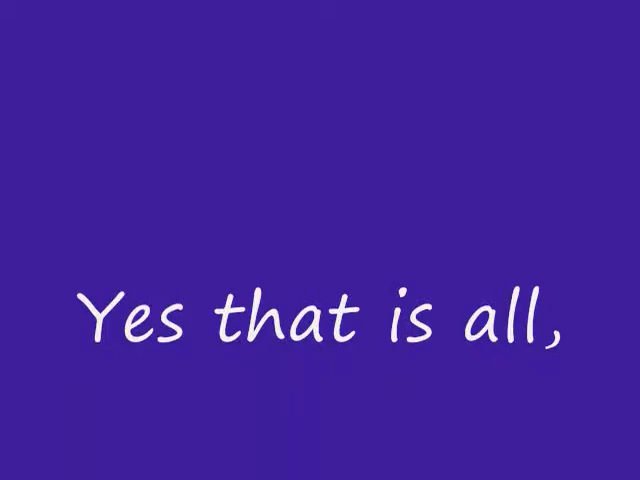 Yes that is all,